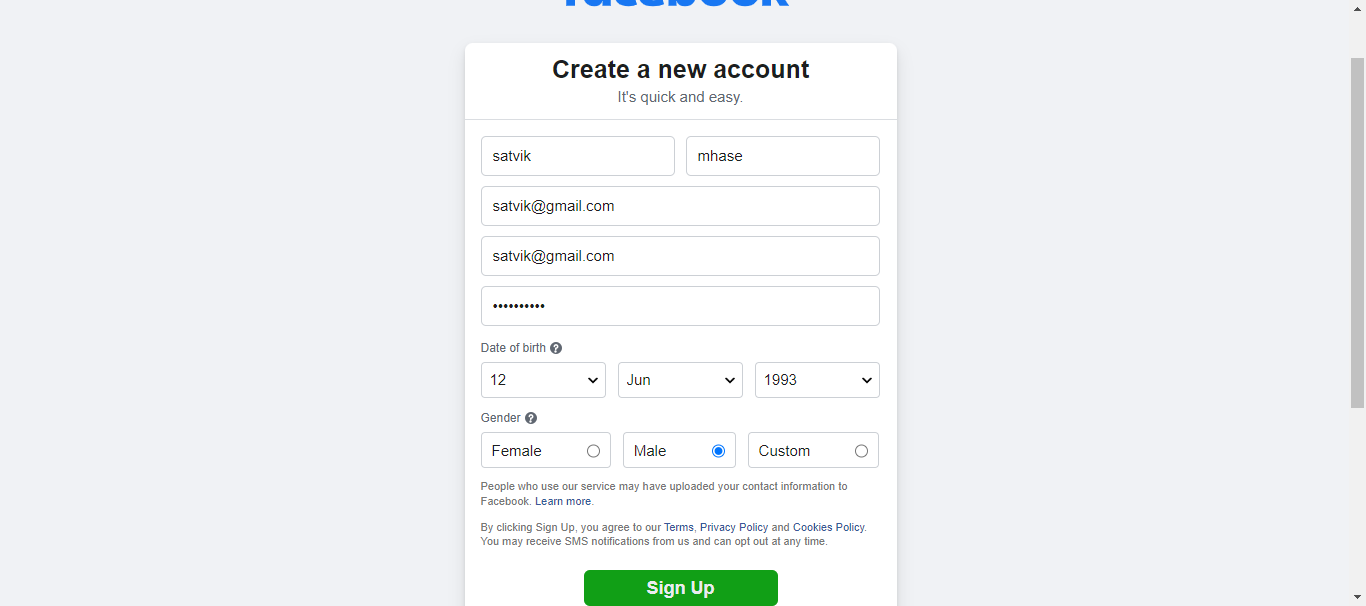 facebook
Create a new account
It's quick and easy.
satvik mhase
satvik@gmail.com
satvik@gmail.com
••••••••••
Date of birth ?
12 Jun 1993
Gender ?
Female Male Custom
People who use our service may have uploaded your contact information to
Facebook. Learn more.
By clicking Sign Up, you agree to our Terms, Privacy Policy and Cookies Policy.
You may receive SMS notifications from us and can opt out at any time.
Sign Up